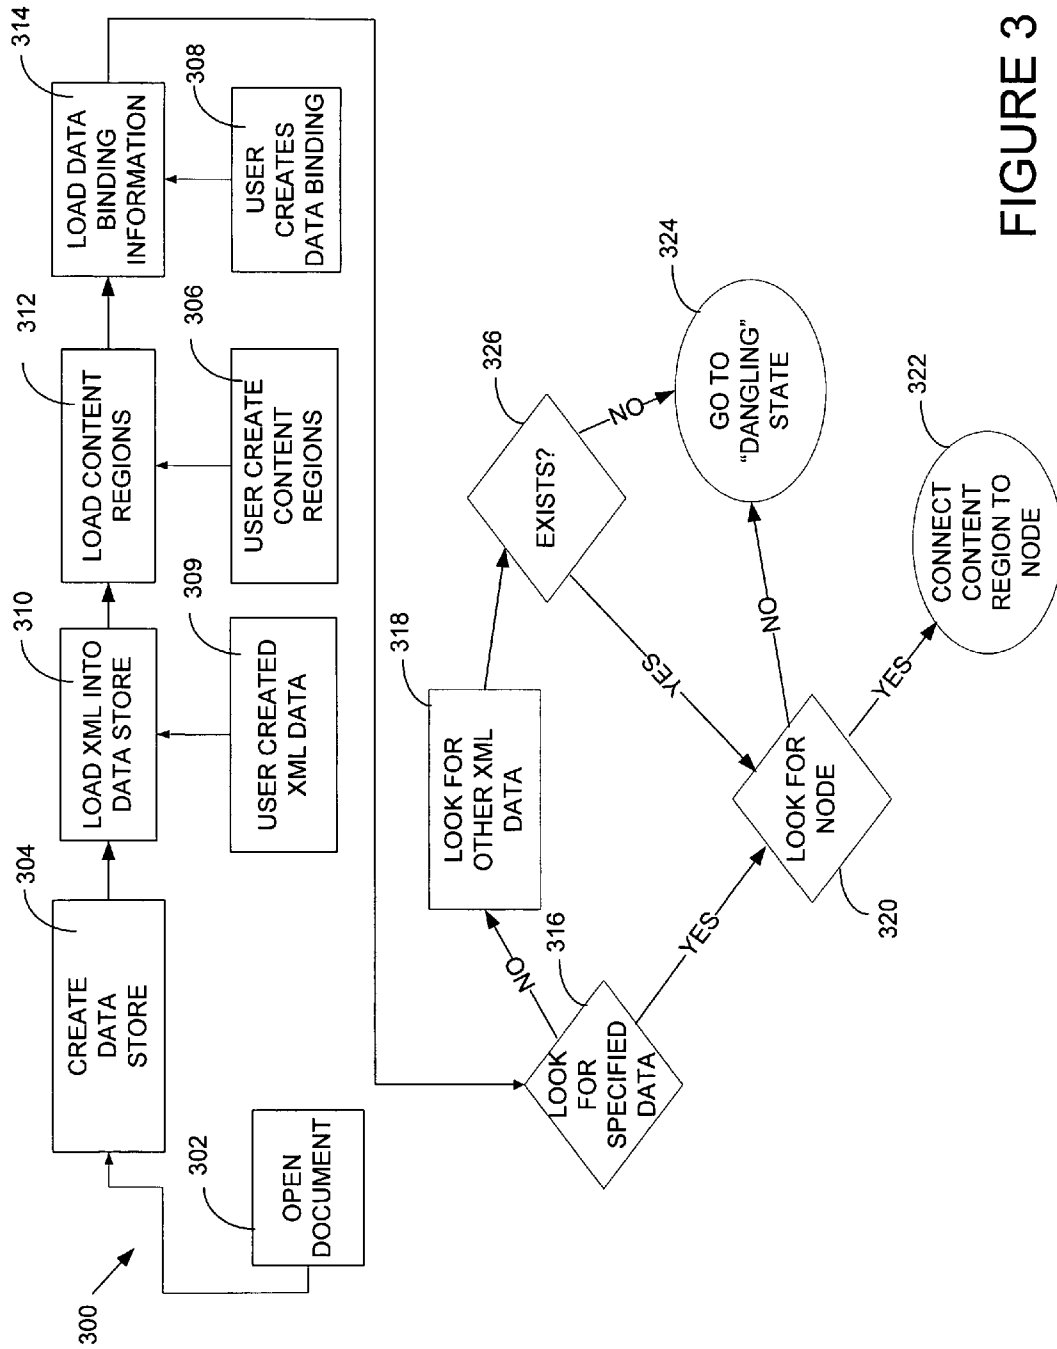 300
302
OPEN
DOCUMENT
304
CREATE
DATA
STORE
310
LOAD XML INTO
DATA STORE
309
USER CREATED
XML DATA
312
LOAD CONTENT
REGIONS
306
USER CREATE
CONTENT
REGIONS
314
LOAD DATA
BINDING
INFORMATION
308
USER
CREATES
DATA BINDING
316
LOOK
FOR
SPECIFIED
DATA
NO
YES
318
LOOK FOR
OTHER XML
DATA
326
EXISTS?
NO
YES
320
LOOK FOR
NODE
NO
YES
324
GO TO
“DANGLING”
STATE
322
CONNECT
CONTENT
REGION TO
NODE
FIGURE 3